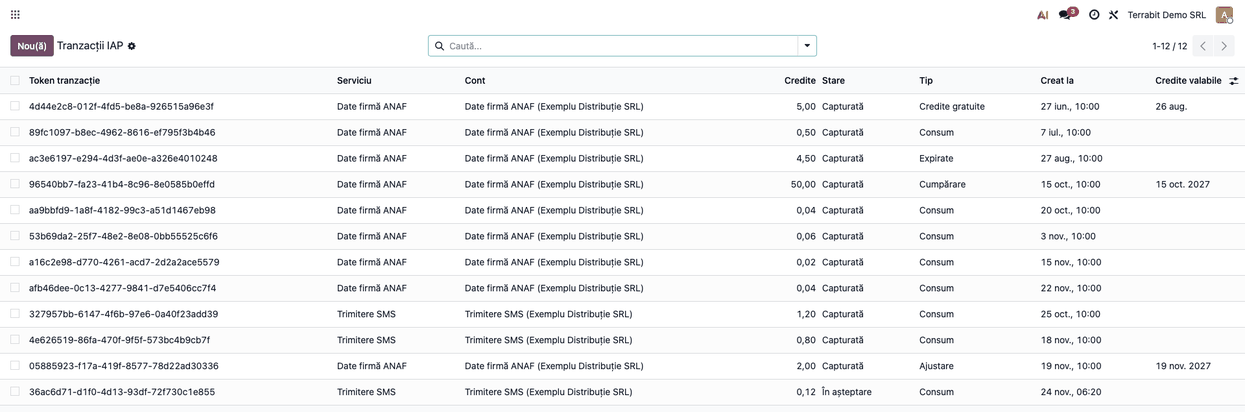 AI 3 Terrabit Demo SRL A
Nou(ă) Tranzacții IAP Caută... 1-12 / 12
Token tranzacție Serviciu Cont Credite Stare Tip Creat la Credite valabile
4d44e2c8-012f-4fd5-be8a-926515a96e3f Date firmă ANAF Date firmă ANAF (Exemplu Distribuție SRL) 5,00 Capturată Credite gratuite 27 iun., 10:00 26 aug.
89fc1097-b8ec-4962-8616-ef795f3b4b46 Date firmă ANAF Date firmă ANAF (Exemplu Distribuție SRL) 0,50 Capturată Consum 7 iul., 10:00
ac3e6197-e294-4d3f-ae0e-a326e4010248 Date firmă ANAF Date firmă ANAF (Exemplu Distribuție SRL) 4,50 Capturată Expirate 27 aug., 10:00
96540bb7-fa23-41b4-8c96-8e0585b0effd Date firmă ANAF Date firmă ANAF (Exemplu Distribuție SRL) 50,00 Capturată Cumpărare 15 oct., 10:00 15 oct. 2027
aa9bbfd9-1a8f-4182-99c3-a51d1467eb98 Date firmă ANAF Date firmă ANAF (Exemplu Distribuție SRL) 0,04 Capturată Consum 20 oct., 10:00
53b69da2-25f7-48e2-8e08-0bb55525c6f6 Date firmă ANAF Date firmă ANAF (Exemplu Distribuție SRL) 0,06 Capturată Consum 3 nov., 10:00
a16c2e98-d770-4261-acd7-2d2a2ace5579 Date firmă ANAF Date firmă ANAF (Exemplu Distribuție SRL) 0,02 Capturată Consum 15 nov., 10:00
afb46dee-0c13-4277-9841-d7e5406cc7f4 Date firmă ANAF Date firmă ANAF (Exemplu Distribuție SRL) 0,04 Capturată Consum 22 nov., 10:00
327957bb-6147-4f6b-97e6-0a40f23add39 Trimitere SMS Trimitere SMS (Exemplu Distribuție SRL) 1,20 Capturată Consum 25 oct., 10:00
4e626519-86fa-470f-9f5f-573bc4b9cb7f Trimitere SMS Trimitere SMS (Exemplu Distribuție SRL) 0,80 Capturată Consum 18 nov., 10:00
05885923-f17a-419f-8577-78d22ad30336 Date firmă ANAF Date firmă ANAF (Exemplu Distribuție SRL) 2,00 Capturată Ajustare 19 nov., 10:00 19 nov. 2027
36ac6d71-d1f0-4d13-93df-72f730c1e855 Trimitere SMS Trimitere SMS (Exemplu Distribuție SRL) 0,12 În așteptare Consum 24 nov., 06:20